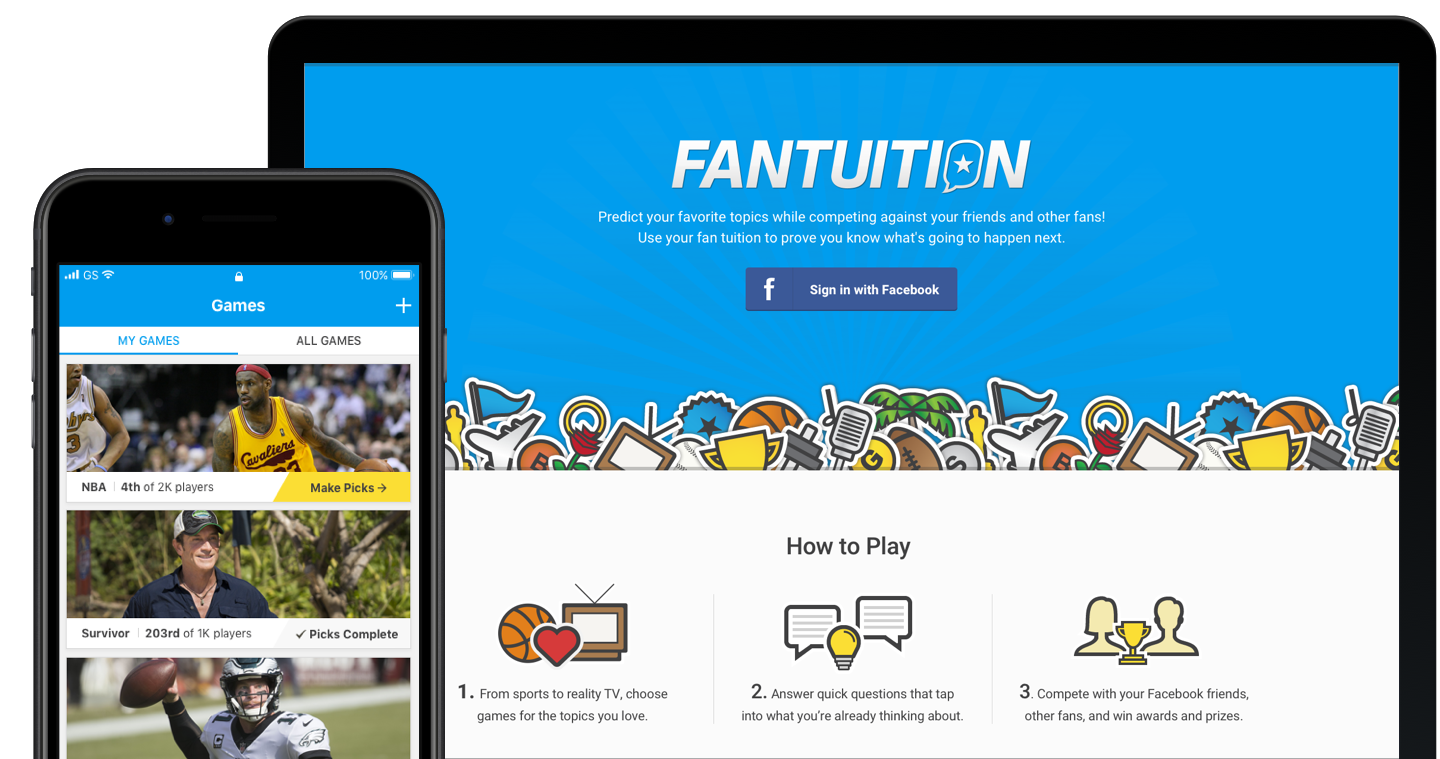 FANTUITION
Predict your favorite topics while competing against your friends and other fans!
Use your fan tuition to prove you know what's going to happen next.
f
Sign in with Facebook
GS
100%
Games
+
MY GAMES
ALL GAMES
Cavaliers
NBA
4th of 2K players
Make Picks →
Survivor
203rd of 1K players
✓ Picks Complete
E
G
S
E
How to Play
1. From sports to reality TV, choose
games for the topics you love.
2. Answer quick questions that tap
into what you're already thinking about.
3. Compete with your Facebook friends,
other fans, and win awards and prizes.